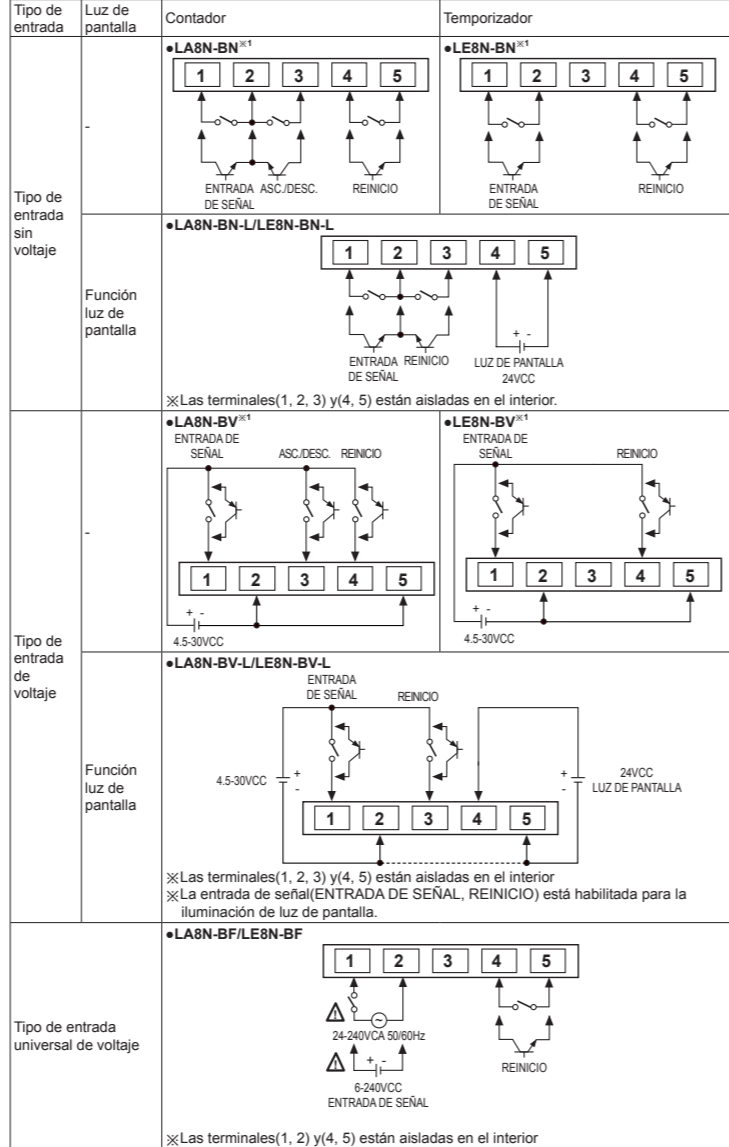 Tipo de entrada
Luz de pantalla
Contador
Temporizador
Tipo de entrada sin voltaje
-
●LA8N-BN※1
1 2 3 4 5
ENTRADA DE SEÑAL
ASC./DESC.
REINICIO
●LE8N-BN※1
1 2 3 4 5
ENTRADA DE SEÑAL
REINICIO
Función luz de pantalla
●LA8N-BN-L/LE8N-BN-L
1 2 3 4 5
ENTRADA DE SEÑAL
REINICIO
+ -
LUZ DE PANTALLA
24VCC
※Las terminales(1, 2, 3) y(4, 5) están aisladas en el interior.
Tipo de entrada de voltaje
-
●LA8N-BV※1
ENTRADA DE SEÑAL
ASC./DESC.
REINICIO
1 2 3 4 5
+ -
4.5-30VCC
●LE8N-BV※1
ENTRADA DE SEÑAL
REINICIO
1 2 3 4 5
+ -
4.5-30VCC
Función luz de pantalla
●LA8N-BV-L/LE8N-BV-L
ENTRADA DE SEÑAL
REINICIO
4.5-30VCC
+
-
+
-
24VCC
LUZ DE PANTALLA
1 2 3 4 5
※Las terminales(1, 2, 3) y(4, 5) están aisladas en el interior
※La entrada de señal(ENTRADA DE SEÑAL, REINICIO) está habilitada para la
iluminación de luz de pantalla.
Tipo de entrada universal de voltaje
●LA8N-BF/LE8N-BF
1 2 3 4 5
24-240VCA 50/60Hz
+ -
6-240VCC
ENTRADA DE SEÑAL
REINICIO
※Las terminales(1, 2) y(4, 5) están aisladas en el interior